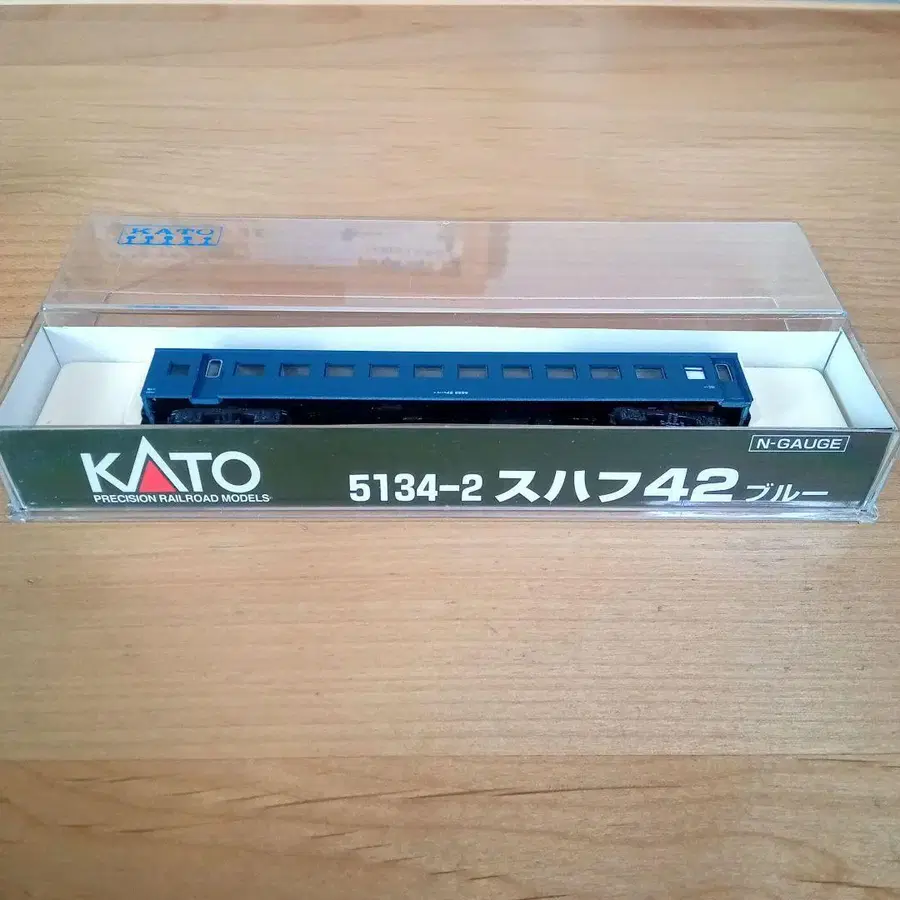 KATO
N-GAUGE
KATO
PRECISION RAILROAD MODELS
5134-2 スハフ42 ブルー